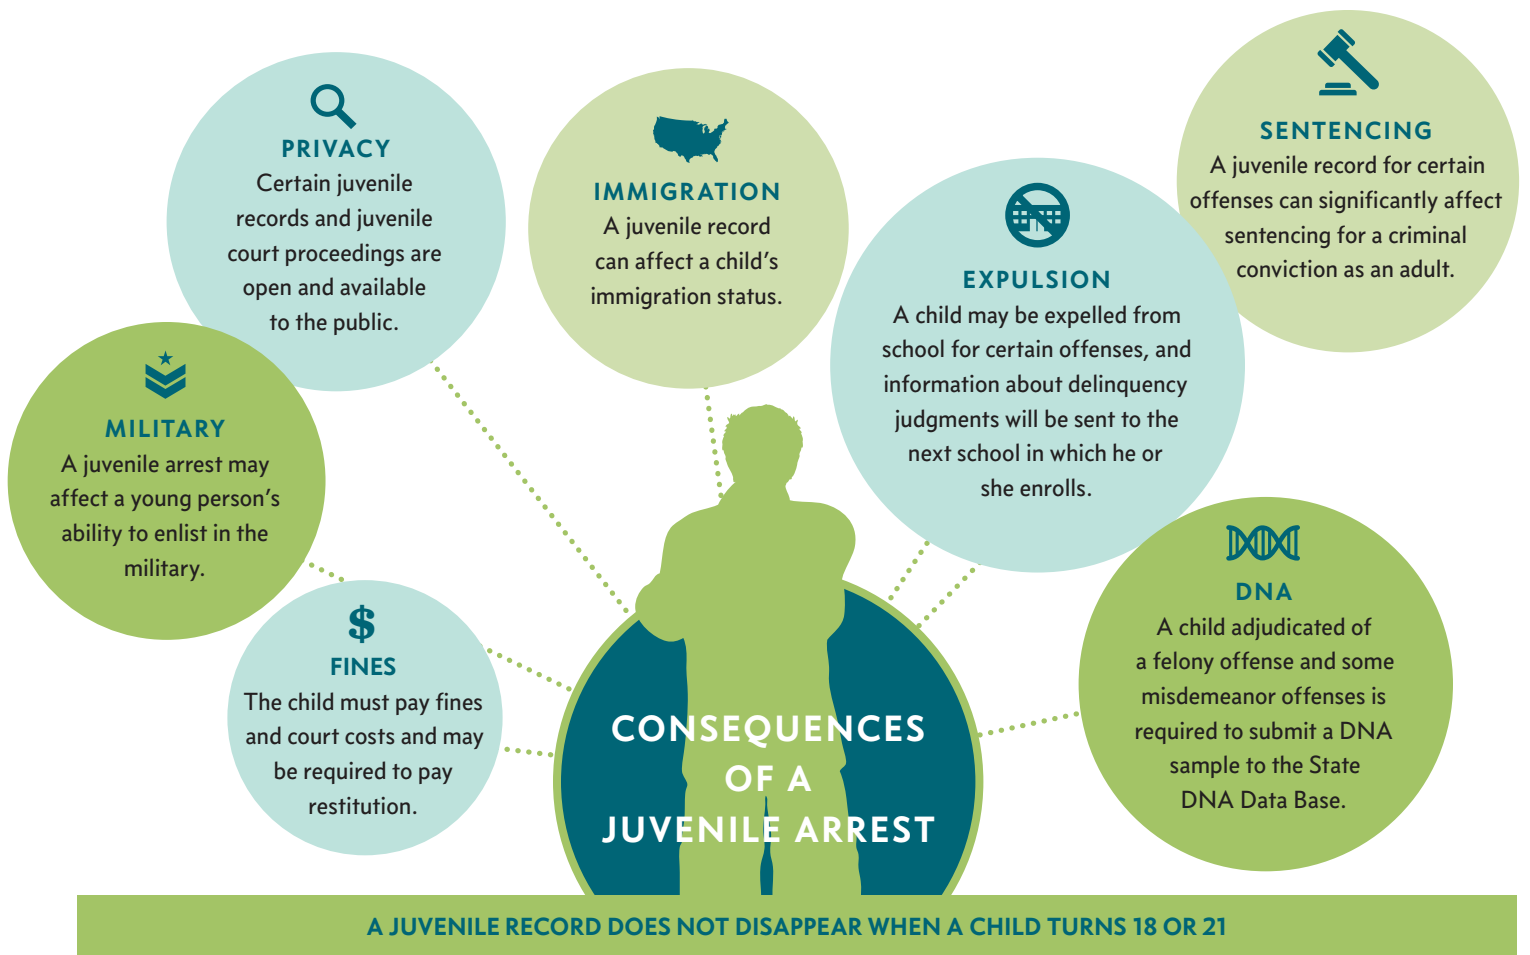 PRIVACY
Certain juvenile
records and juvenile
court proceedings are
open and available
to the public.
IMMIGRATION
A juvenile record
can affect a child's
immigration status.
SENTENCING
A juvenile record for certain
offenses can significantly affect
sentencing for a criminal
conviction as an adult.
EXPULSION
A child may be expelled from
school for certain offenses, and
information about delinquency
judgments will be sent to the
next school in which he or
she enrolls.
MILITARY
A juvenile arrest may
affect a young person's
ability to enlist in the
military.
$
FINES
The child must pay fines
and court costs and may
be required to pay
restitution.
DNA
A child adjudicated of
a felony offense and some
misdemeanor offenses is
required to submit a DNA
sample to the State
DNA Data Base.
CONSEQUENCES
OF A
JUVENILE ARREST
A JUVENILE RECORD DOES NOT DISAPPEAR WHEN A CHILD TURNS 18 OR 21